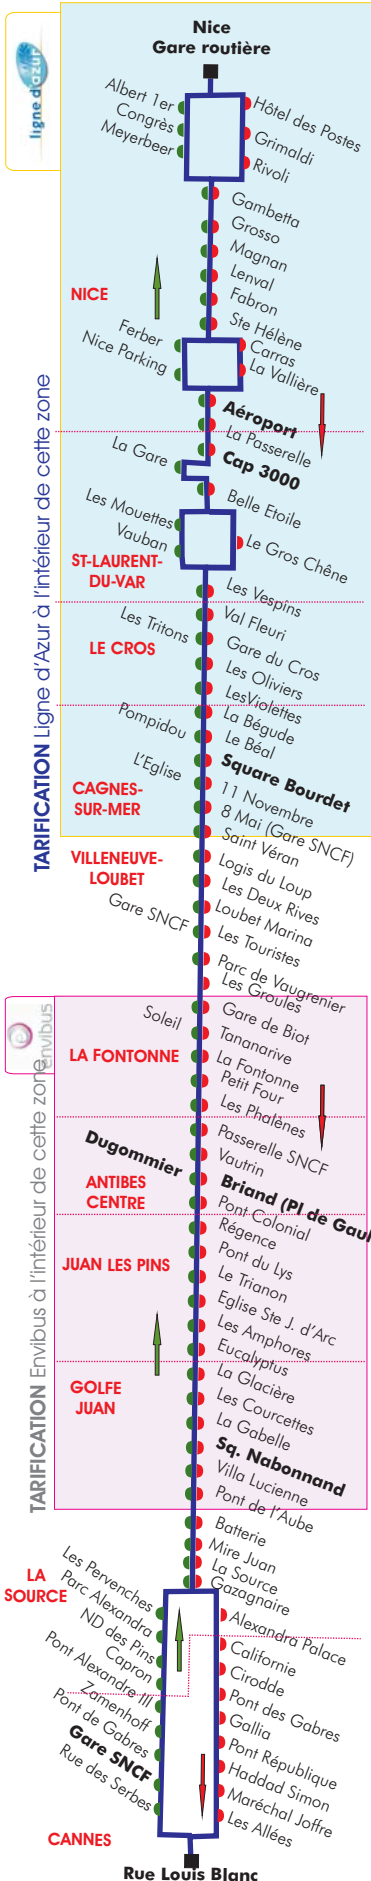 Nice
Gare routière
ligne d'azur
Albert 1er
Congrès
Meyerbeer
Hôtel des Postes
Grimaldi
Rivoli
Gambetta
Grosso
Magnan
Lenval
Fabron
Ste Hélène
NICE
Ferber
Nice Parking
Carras
La Vallière
Aéroport
La Passerelle
Cap 3000
La Gare
Belle Etoile
Les Mouettes
Vauban
Le Gros Chêne
ST-LAURENT-
DU-VAR
Les Vespins
Val Fleuri
Les Tritons
LE CROS
Gare du Cros
Les Oliviers
LesViolettes
La Bégude
Pompidou
Le Béal
L'Eglise
Square Bourdet
CAGNES-
SUR-MER
11 Novembre
8 Mai (Gare SNCF)
TARIFICATION Ligne d'Azur à l'intérieur de cette zone
Saint Véran
VILLENEUVE-
LOUBET
Logis du Loup
Les Deux Rives
Gare SNCF
Loubet Marina
Les Touristes
Parc de Vaugrenier
Les Groules
envibus
Soleil
Gare de Biot
Tananarive
LA FONTONNE
La Fontonne
Petit Four
Les Phalènes
Passerelle SNCF
Dugommier
Vautrin
ANTIBES
CENTRE
Briand (Pl de Gaul
Pont Colonial
Régence
JUAN LES PINS
Pont du Lys
Le Trianon
Eglise Ste J. d'Arc
Les Amphores
Eucalyptus
La Glacière
GOLFE
JUAN
Les Courcettes
La Gabelle
Sq. Nabonnand
Villa Lucienne
Pont de l'Aube
TARIFICATION Envibus à l'intérieur de cette zone
Batterie
Mire Juan
La Source
Gazagnaire
LA
SOURCE
Les Pervenches
Parc Alexandra
ND des Pins
Capron
Pont Alexandre III
Zamenhoff
Pont de Gabres
Gare SNCF
Rue des Serbes
Alexandra Palace
Californie
Cirodde
Pont des Gabres
Gallia
Pont République
Haddad Simon
Maréchal Joffre
Les Allées
CANNES
Rue Louis Blanc